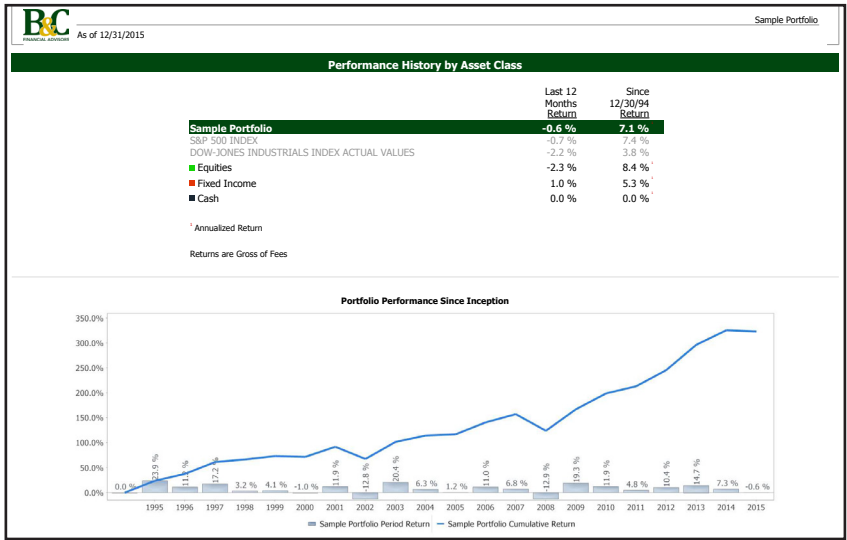 B&C
FINANCIAL ADVISORS
As of 12/31/2015
Sample Portfolio
Performance History by Asset Class
Last 12 Months Return
Since 12/30/94 Return
Sample Portfolio -0.6 % 7.1 %
S&P 500 INDEX -0.7 % 7.4 %
DOW-JONES INDUSTRIALS INDEX ACTUAL VALUES -2.2 % 3.8 %
Equities -2.3 % 8.4 % ¹
Fixed Income 1.0 % 5.3 % ¹
Cash 0.0 % 0.0 % ¹
¹ Annualized Return
Returns are Gross of Fees
Portfolio Performance Since Inception
350.0%
300.0%
250.0%
200.0%
150.0%
100.0%
50.0%
0.0%
0.0 % 23.9 % 17.2 % 3.2 % 4.1 % -1.0 % 11.9 % -12.8 % 20.4 % 6.3 % 1.2 % 11.0 % 6.8 % -12.9 % 19.3 % 11.9 % 4.8 % 10.4 % 14.7 % 7.3 % -0.6 %
1995 1996 1997 1998 1999 2000 2001 2002 2003 2004 2005 2006 2007 2008 2009 2010 2011 2012 2013 2014 2015
Sample Portfolio Period Return Sample Portfolio Cumulative Return